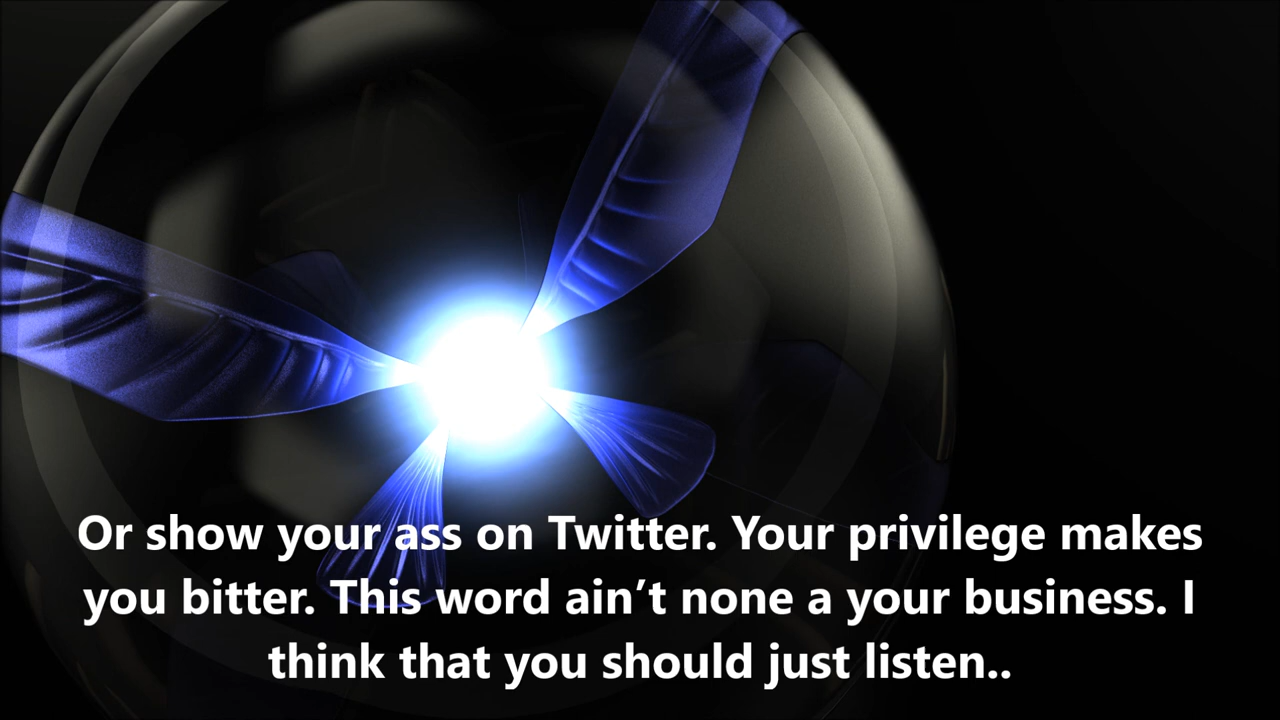 Or show your ass on Twitter. Your privilege makes
you bitter. This word ain’t none a your business. I
think that you should just listen..